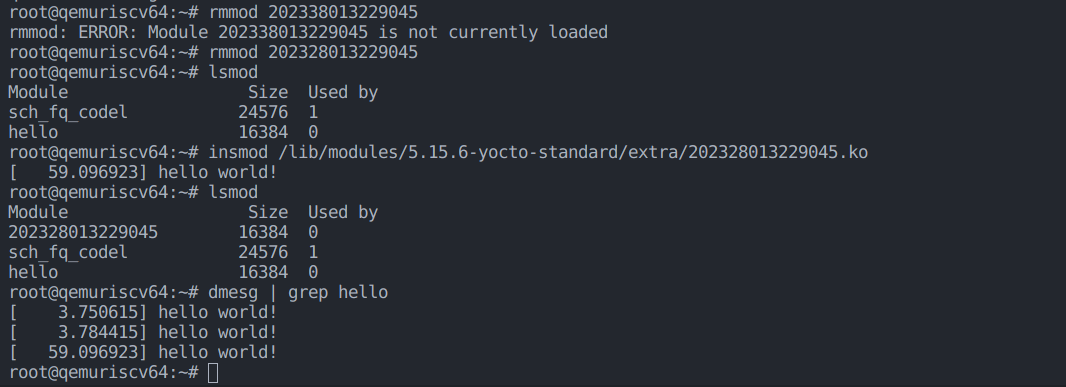 root@qemuriscv64:~# rmmod 202338013229045
rmmod: ERROR: Module 202338013229045 is not currently loaded
root@qemuriscv64:~# rmmod 202328013229045
root@qemuriscv64:~# lsmod
Module                  Size  Used by
sch_fq_codel           24576  1
hello                  16384  0
root@qemuriscv64:~# insmod /lib/modules/5.15.6-yocto-standard/extra/202328013229045.ko
[   59.096923] hello world!
root@qemuriscv64:~# lsmod
Module                  Size  Used by
202328013229045        16384  0
sch_fq_codel           24576  1
hello                  16384  0
root@qemuriscv64:~# dmesg | grep hello
[    3.750615] hello world!
[    3.784415] hello world!
[   59.096923] hello world!
root@qemuriscv64:~#